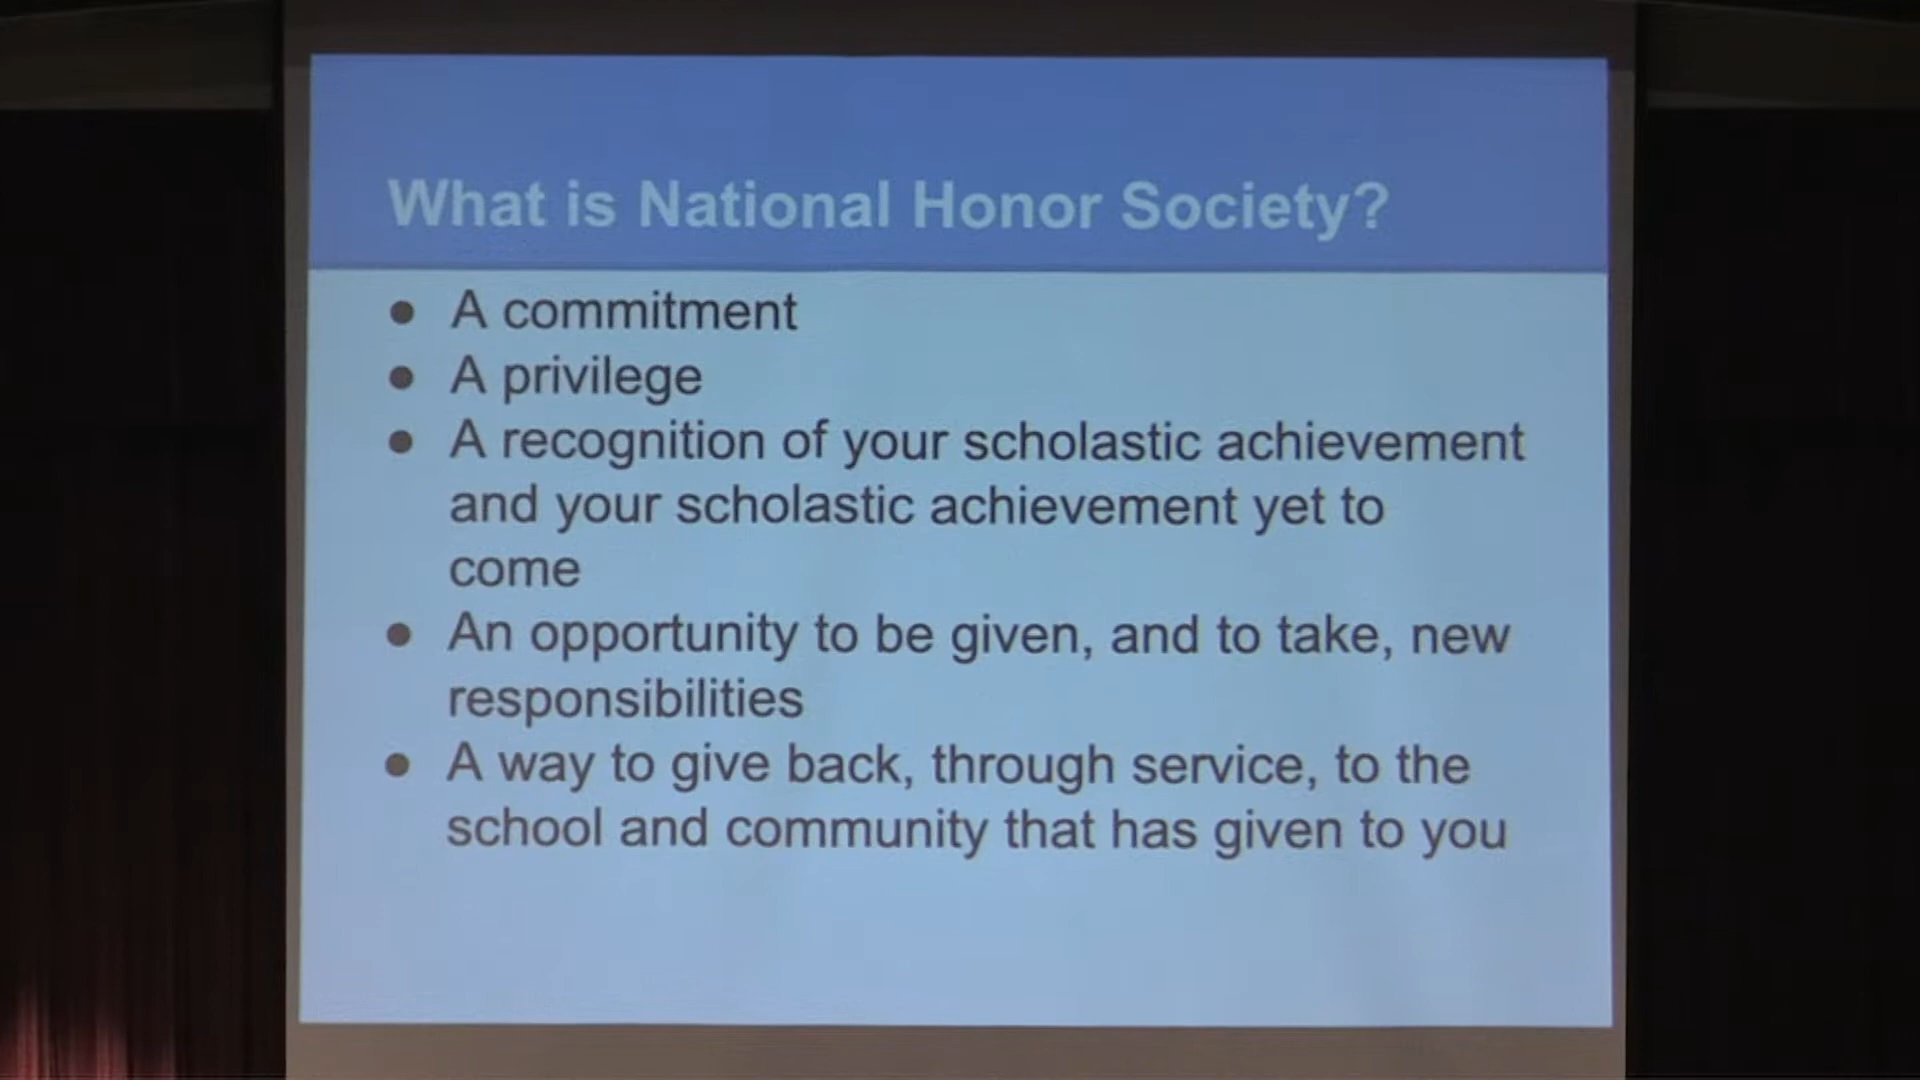 What is National Honor Society?
● A commitment
● A privilege
● A recognition of your scholastic achievement
and your scholastic achievement yet to
come
● An opportunity to be given, and to take, new
responsibilities
● A way to give back, through service, to the
school and community that has given to you